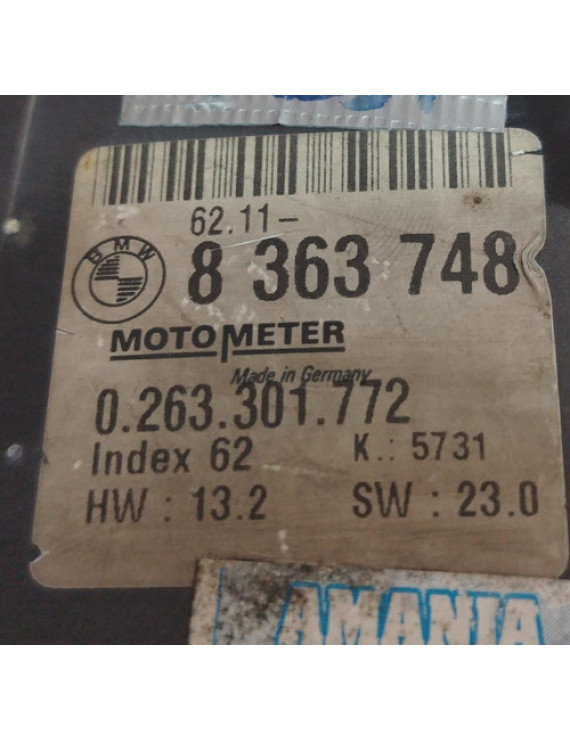 62.11-
BMW
8 363 748
MOTOMETER
Made in Germany
0.263.301.772
Index 62 K.: 5731
HW : 13.2 SW : 23.0
AMANIA